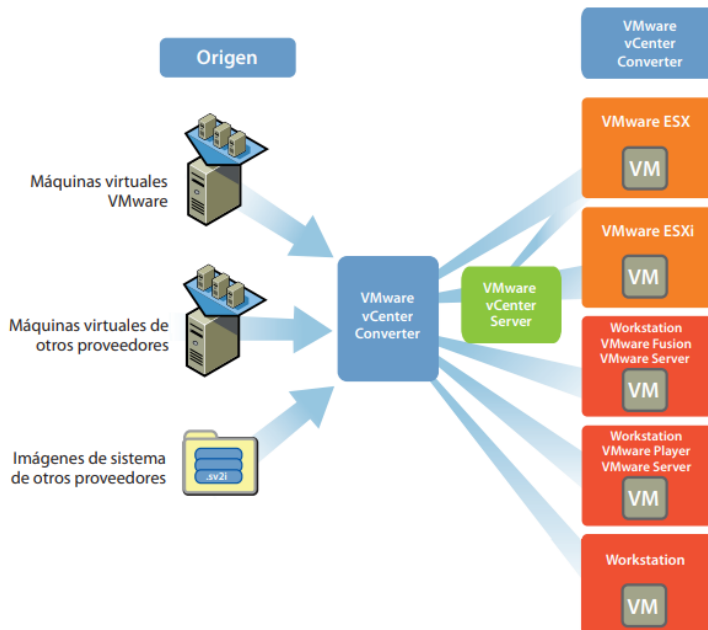 Origen
VMware
vCenter
Converter
Máquinas virtuales
VMware
Máquinas virtuales de
otros proveedores
Imágenes de sistema
de otros proveedores
.sv2i
VMware
vCenter
Converter
VMware
vCenter
Server
VMware ESX
VM
VMware ESXi
VM
Workstation
VMware Fusion
VMware Server
VM
Workstation
VMware Player
VMware Server
VM
Workstation
VM